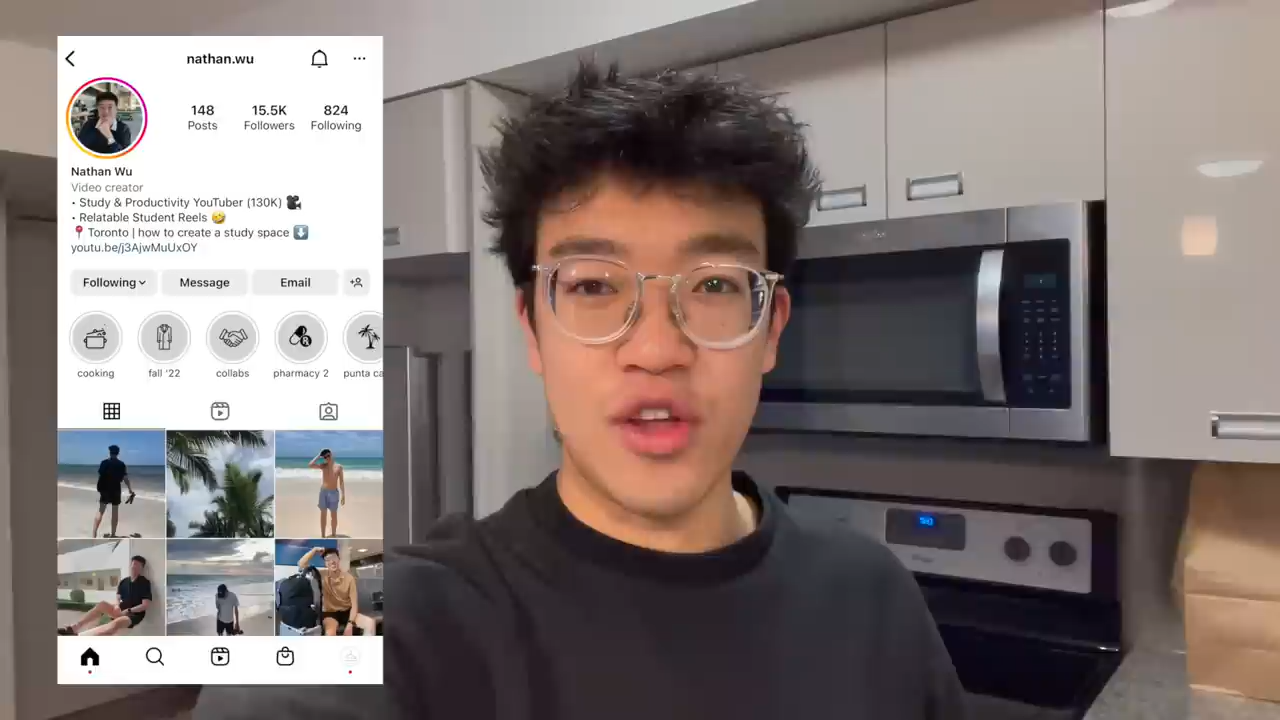 nathan.wu
148
15.5K
824
Posts
Followers
Following
Nathan Wu
Video creator
• Study & Productivity YouTuber (130K) 🎥
• Relatable Student Reels 🤣
📍Toronto | how to create a study space ⬇️
youtu.be/j3AjwMuUxOY
Following
Message
Email
cooking
fall '22
collabs
pharmacy 2
punta ca